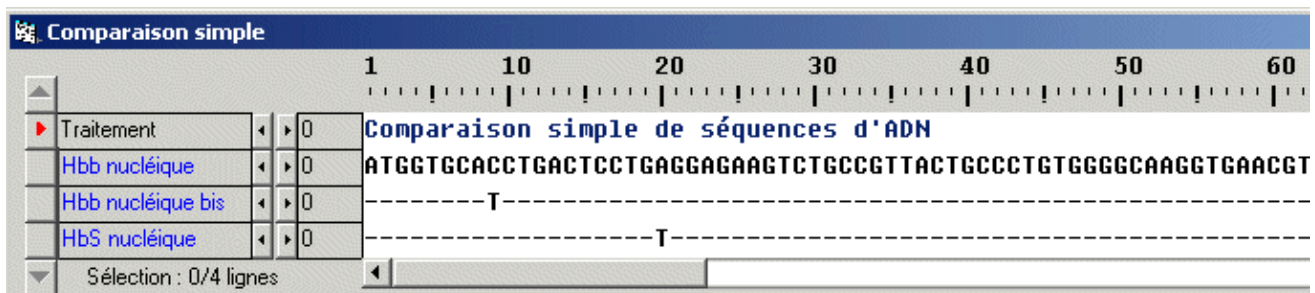 Comparaison simple
1 10 20 30 40 50 60
Traitement 0 Comparaison simple de séquences d'ADN
Hbb nucléique 0 ATGGTGCACCTGACTCCTGAGGAGAAGTCTGCCGTTACTGCCCTGTGGGGCAAGGTGAACGT
Hbb nucléique bis 0 --------T-----------------------------------------------------
HbS nucléique 0 -------------------T------------------------------------------
Sélection : 0/4 lignes